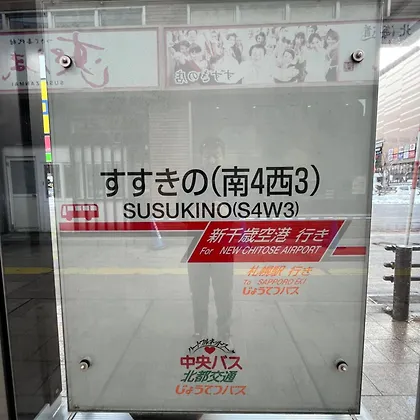 すすきの(南4西3)
SUSUKINO(S4W3)
新千歳空港 行き
For NEW CHITOSE AIRPORT
札幌駅 行き
To SAPPORO EKI
じょうてつバス
中央バス
北都交通
じょうてつバス